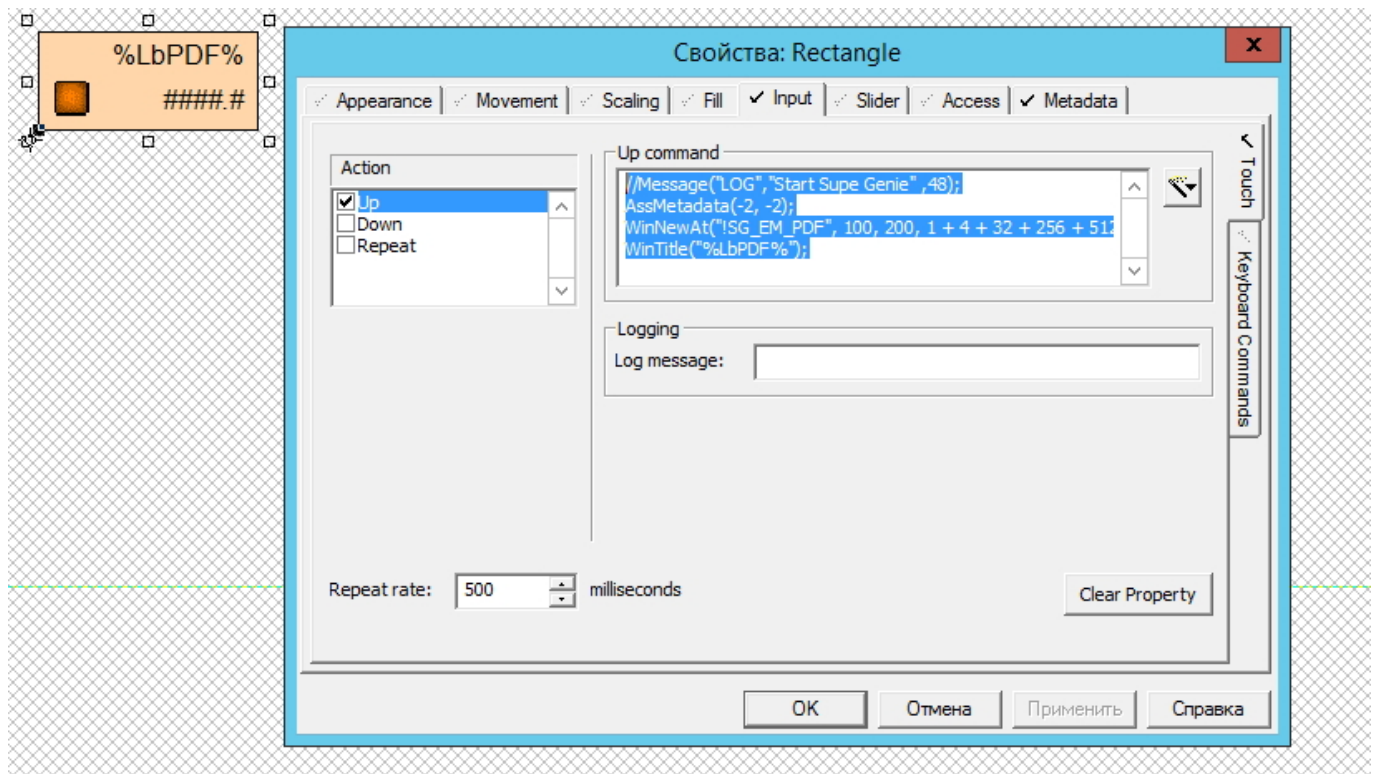 %LbPDF%
####.#
Свойства: Rectangle
x
Appearance
Movement
Scaling
Fill
Input
Slider
Access
Metadata
Action
Up
Down
Repeat
Up command
//Message("LOG","Start Supe Genie" ,48);
AssMetadata(-2, -2);
WinNewAt("!SG_EM_PDF", 100, 200, 1 + 4 + 32 + 256 + 512
WinTitle("%LbPDF%");
Touch
Keyboard Commands
Logging
Log message:
Repeat rate:
500
milliseconds
Clear Property
OK
Отмена
Применить
Справка